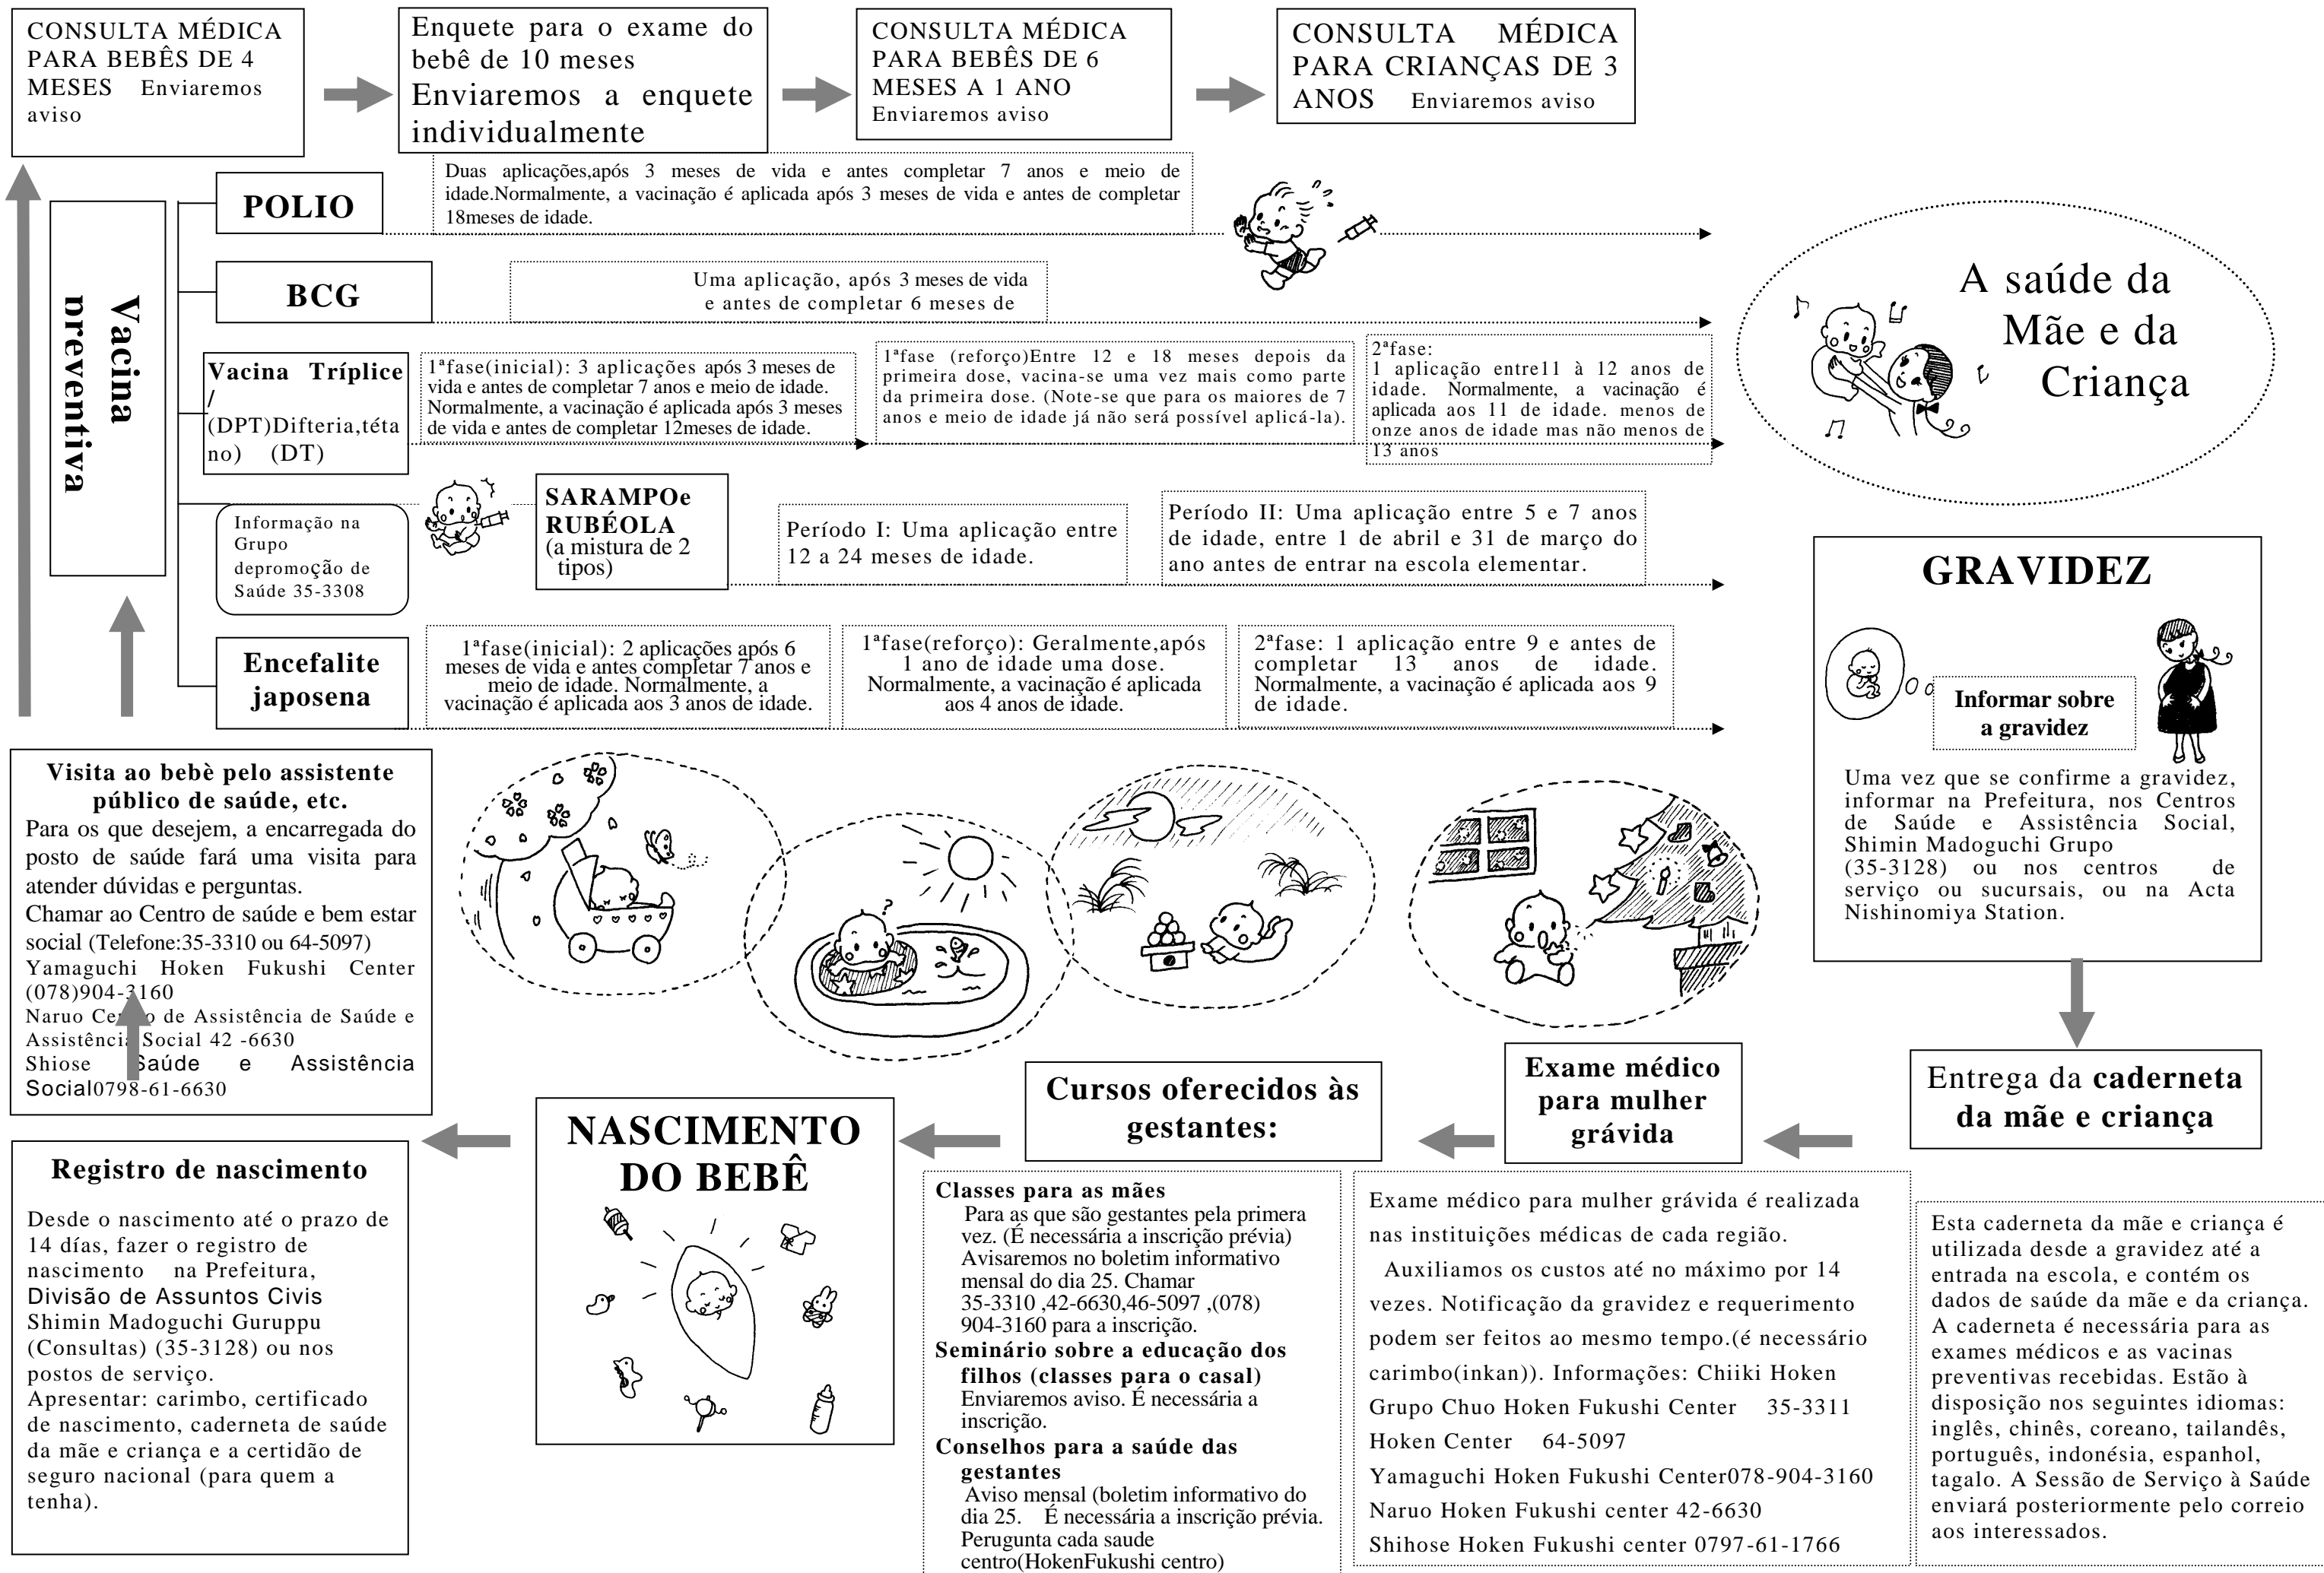 CONSULTA MÉDICA
PARA BEBÊS DE 4
MESES Enviaremos
aviso
Enquete para o exame do
bebê de 10 meses
Enviaremos a enquete
individualmente
CONSULTA MÉDICA
PARA BEBÊS DE 6
MESES A 1 ANO
Enviaremos aviso
CONSULTA MÉDICA
PARA CRIANÇAS DE 3
ANOS Enviaremos aviso
Vacina
preventiva
POLIO
Duas aplicações,após 3 meses de vida e antes completar 7 anos e meio de
idade.Normalmente, a vacinação é aplicada após 3 meses de vida e antes de completar
18meses de idade.
BCG
Uma aplicação, após 3 meses de vida
e antes de completar 6 meses de
Vacina Tríplice
/
(DPT)Difteria,téta
no) (DT)
1ªfase(inicial): 3 aplicações após 3 meses de
vida e antes de completar 7 anos e meio de idade.
Normalmente, a vacinação é aplicada após 3 meses
de vida e antes de completar 12meses de idade.
1ªfase (reforço)Entre 12 e 18 meses depois da
primeira dose, vacina-se uma vez mais como parte
da primeira dose. (Note-se que para os maiores de 7
anos e meio de idade já não será possível aplicá-la).
2ªfase:
1 aplicação entre11 à 12 anos de
idade. Normalmente, a vacinação é
aplicada aos 11 de idade. menos de
onze anos de idade mas não menos de
13 anos
Informação na
Grupo
depromoção de
Saúde 35-3308
SARAMPOe
RUBÉOLA
(a mistura de 2
tipos)
Período I: Uma aplicação entre
12 a 24 meses de idade.
Período II: Uma aplicação entre 5 e 7 anos
de idade, entre 1 de abril e 31 de março do
ano antes de entrar na escola elementar.
Encefalite
japosena
1ªfase(inicial): 2 aplicações após 6
meses de vida e antes completar 7 anos e
meio de idade. Normalmente, a
vacinação é aplicada aos 3 anos de idade.
1ªfase(reforço): Geralmente,após
1 ano de idade uma dose.
Normalmente, a vacinação é aplicada
aos 4 anos de idade.
2ªfase: 1 aplicação entre 9 e antes de
completar 13 anos de idade.
Normalmente, a vacinação é aplicada aos 9
de idade.
A saúde da
Mãe e da
Criança
GRAVIDEZ
Informar sobre
a gravidez
Uma vez que se confirme a gravidez,
informar na Prefeitura, nos Centros
de Saúde e Assistência Social,
Shimin Madoguchi Grupo
(35-3128) ou nos centros de
serviço ou sucursais, ou na Acta
Nishinomiya Station.
Entrega da caderneta
da mãe e criança
Esta caderneta da mãe e criança é
utilizada desde a gravidez até a
entrada na escola, e contém os
dados de saúde da mãe e da criança.
A caderneta é necessária para as
exames médicos e as vacinas
preventivas recebidas. Estão à
disposição nos seguintes idiomas:
inglês, chinês, coreano, tailandês,
português, indonésia, espanhol,
tagalo. A Sessão de Serviço à Saúde
enviará posteriormente pelo correio
aos interessados.
Exame médico
para mulher
grávida
Exame médico para mulher grávida é realizada
nas instituições médicas de cada região.
Auxiliamos os custos até no máximo por 14
vezes. Notificação da gravidez e requerimento
podem ser feitos ao mesmo tempo.(é necessário
carimbo(inkan)). Informações: Chiiki Hoken
Grupo Chuo Hoken Fukushi Center 35-3311
Hoken Center 64-5097
Yamaguchi Hoken Fukushi Center078-904-3160
Naruo Hoken Fukushi center 42-6630
Shihose Hoken Fukushi center 0797-61-1766
Cursos oferecidos às
gestantes:
Classes para as mães
Para as que são gestantes pela primera
vez. (É necessária a inscrição prévia)
Avisaremos no boletim informativo
mensal do dia 25. Chamar
35-3310 ,42-6630,46-5097 ,(078)
904-3160 para a inscrição.
Seminário sobre a educação dos
filhos (classes para o casal)
Enviaremos aviso. É necessária a
inscrição.
Conselhos para a saúde das
gestantes
Aviso mensal (boletim informativo do
dia 25. É necessária a inscrição prévia.
Perugunta cada saude
centro(HokenFukushi centro)
NASCIMENTO
DO BEBÊ
Visita ao bebè pelo assistente
público de saúde, etc.
Para os que desejem, a encarregada do
posto de saúde fará uma visita para
atender dúvidas e perguntas.
Chamar ao Centro de saúde e bem estar
social (Telefone:35-3310 ou 64-5097)
Yamaguchi Hoken Fukushi Center
(078)904-3160
Naruo Centro de Assistência de Saúde e
Assistência Social 42 -6630
Shiose Saúde e Assistência
Social0798-61-6630
Registro de nascimento
Desde o nascimento até o prazo de
14 días, fazer o registro de
nascimento na Prefeitura,
Divisão de Assuntos Civis
Shimin Madoguchi Guruppu
(Consultas) (35-3128) ou nos
postos de serviço.
Apresentar: carimbo, certificado
de nascimento, caderneta de saúde
da mãe e criança e a certidão de
seguro nacional (para quem a
tenha).